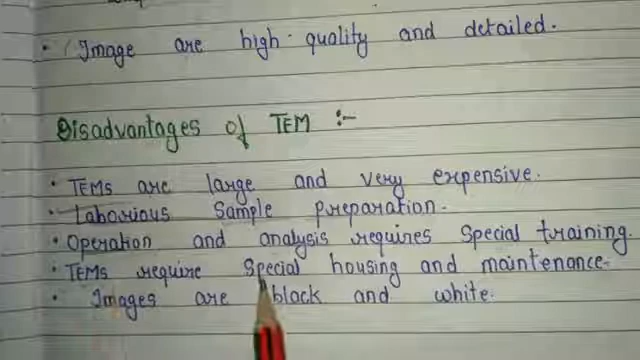 • Image are high quality and detailed.
Disadvantages of TEM :-
• TEMs are large and very expensive.
• Laborious Sample preparation.
• Operation and analysis requires Special training.
• TEMs require Special housing and maintenance.
• Images are black and white.